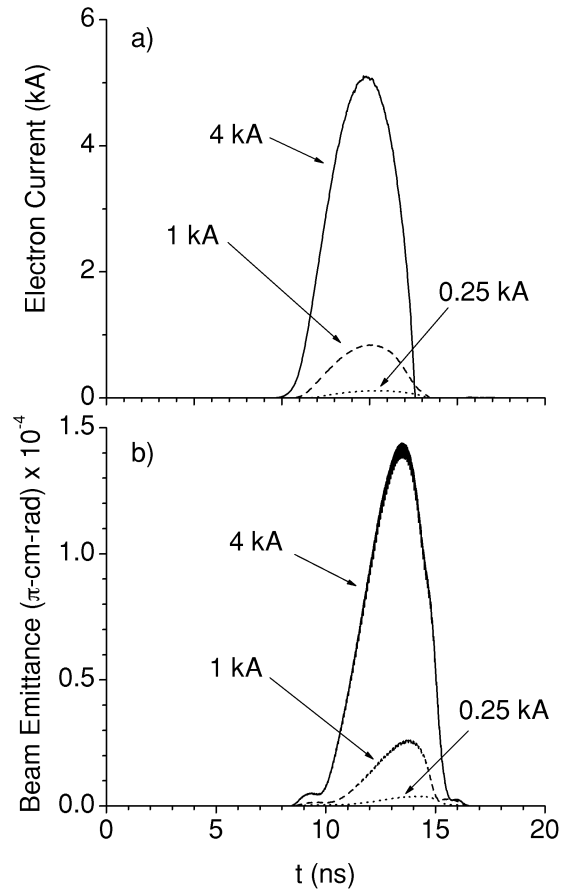 a)
6
4
2
0
Electron Current (kA)
4 kA
1 kA
0.25 kA
b)
1.5
1.0
0.5
0.0
Beam Emittance (π-cm-rad) x 10⁻⁴
4 kA
1 kA
0.25 kA
0 5 10 15 20
t (ns)